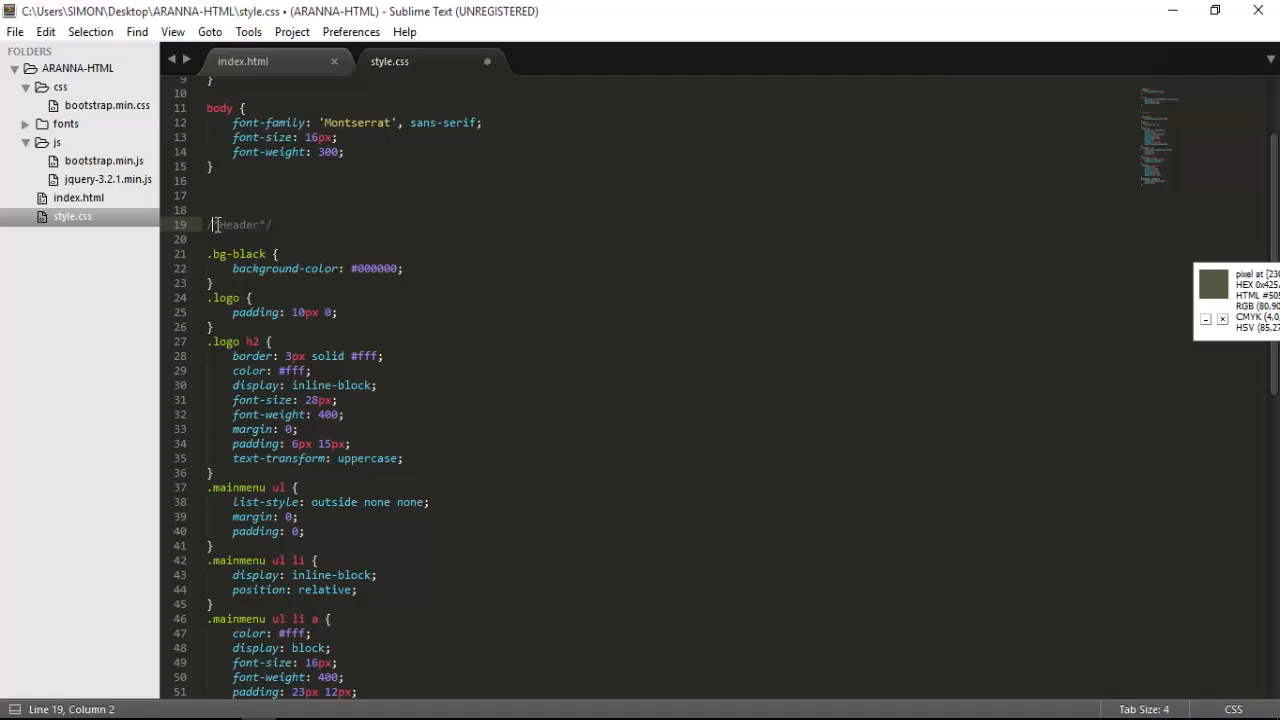 C:\Users\SIMON\Desktop\ARANNA-HTML\style.css • (ARANNA-HTML) - Sublime Text (UNREGISTERED)
File Edit Selection Find View Goto Tools Project Preferences Help
FOLDERS
ARANNA-HTML
css
bootstrap.min.css
fonts
js
bootstrap.min.js
jquery-3.2.1.min.js
index.html
style.css
index.html × style.css
9 }
10
11 body {
12 font-family: 'Montserrat', sans-serif;
13 font-size: 16px;
14 font-weight: 300;
15 }
16
17
18
19 /*Header*/
20
21 .bg-black {
22 background-color: #000000;
23 }
24 .logo {
25 padding: 10px 0;
26 }
27 .logo h2 {
28 border: 3px solid #fff;
29 color: #fff;
30 display: inline-block;
31 font-size: 28px;
32 font-weight: 400;
33 margin: 0;
34 padding: 6px 15px;
35 text-transform: uppercase;
36 }
37 .mainmenu ul {
38 list-style: outside none none;
39 margin: 0;
40 padding: 0;
41 }
42 .mainmenu ul li {
43 display: inline-block;
44 position: relative;
45 }
46 .mainmenu ul li a {
47 color: #fff;
48 display: block;
49 font-size: 16px;
50 font-weight: 400;
51 padding: 23px 12px;
pixel at [230
HEX 0x425A
HTML #505
RGB (80,90
CMYK (4,0,
HSV (85,27
Line 19, Column 2
Tab Size: 4
CSS